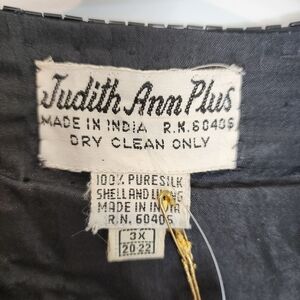 Judith Ann Plus
MADE IN INDIA R.N. 60406
DRY CLEAN ONLY
100% PURE SILK
SHELL AND LINING
MADE IN INDIA
R.N. 60406
3X
20 22